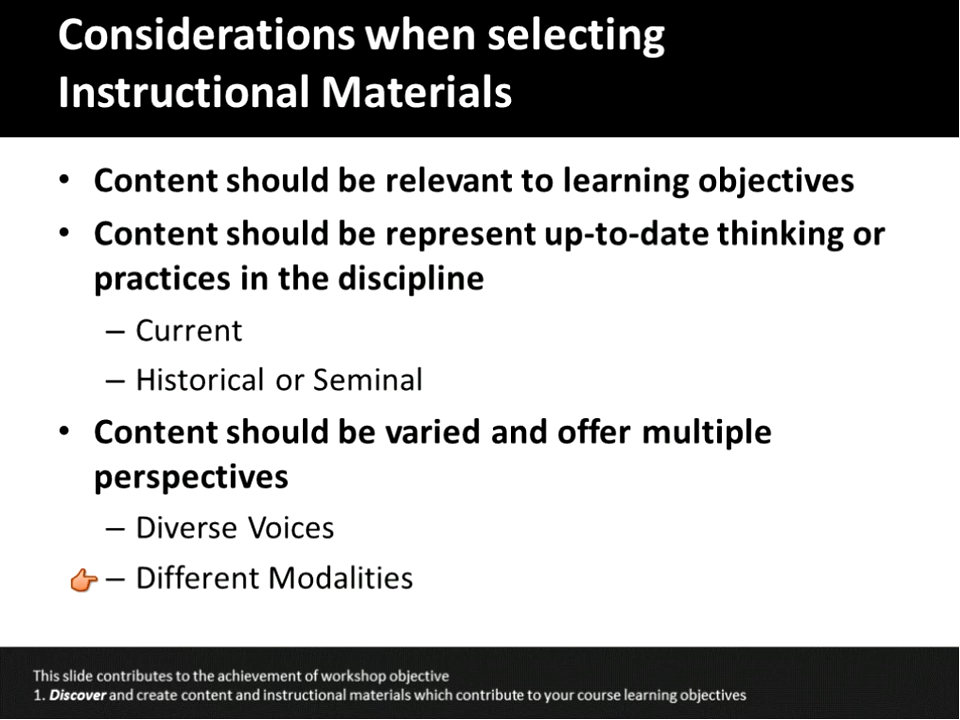 Considerations when selecting
Instructional Materials
• Content should be relevant to learning objectives
• Content should be represent up-to-date thinking or
practices in the discipline
– Current
– Historical or Seminal
• Content should be varied and offer multiple
perspectives
– Diverse Voices
– Different Modalities
This slide contributes to the achievement of workshop objective
1. Discover and create content and instructional materials which contribute to your course learning objectives